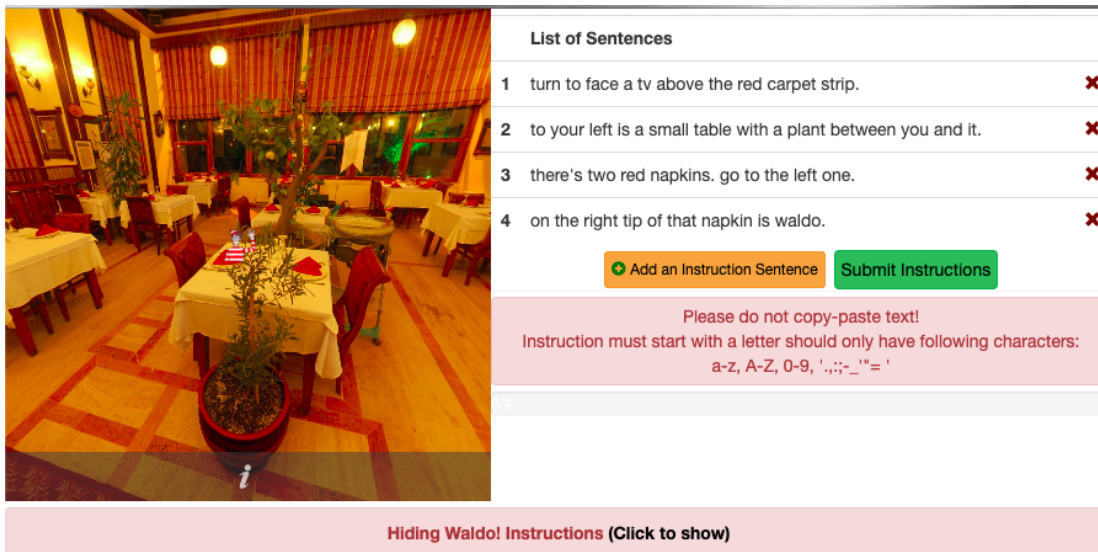 List of Sentences
1 turn to face a tv above the red carpet strip.
2 to your left is a small table with a plant between you and it.
3 there's two red napkins. go to the left one.
4 on the right tip of that napkin is waldo.
Add an Instruction Sentence
Submit Instructions
Please do not copy-paste text!
Instruction must start with a letter should only have following characters:
a-z, A-Z, 0-9, '.,:;-_'"= '
0/4
i
Hiding Waldo! Instructions (Click to show)